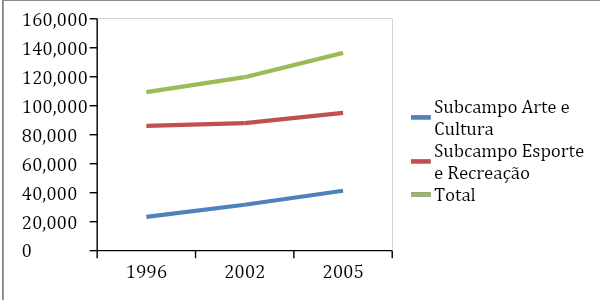 160,000
140,000
120,000
100,000
80,000
60,000
40,000
20,000
0
1996 2002 2005
Subcampo Arte e
Cultura
Subcampo Esporte
e Recreação
Total